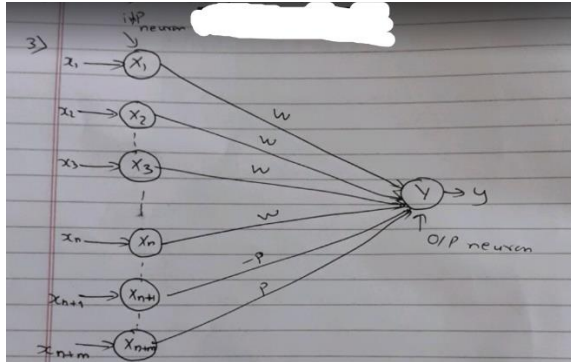 i/p neuron
3)
x1 X1
W
x2 X2
W
x3 X3
W
Y y
W
xn Xn
O/P neuron
-P
xn+1 Xn+1
P
xn+m Xn+m